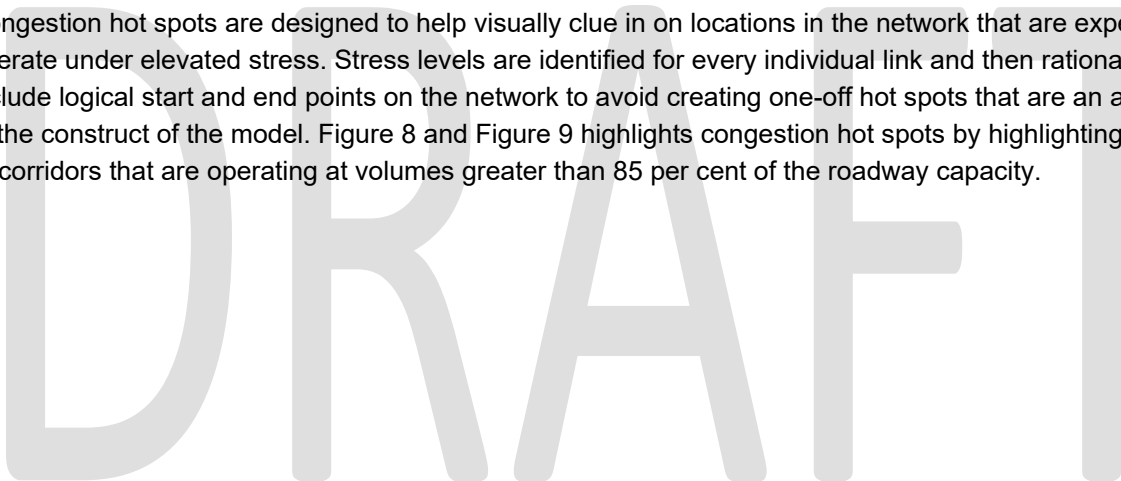 ngestion hot spots are designed to help visually clue in on locations in the network that are expe
erate under elevated stress. Stress levels are identified for every individual link and then rationa
lude logical start and end points on the network to avoid creating one-off hot spots that are an a
the construct of the model. Figure 8 and Figure 9 highlights congestion hot spots by highlighting
corridors that are operating at volumes greater than 85 per cent of the roadway capacity.
DRAFT